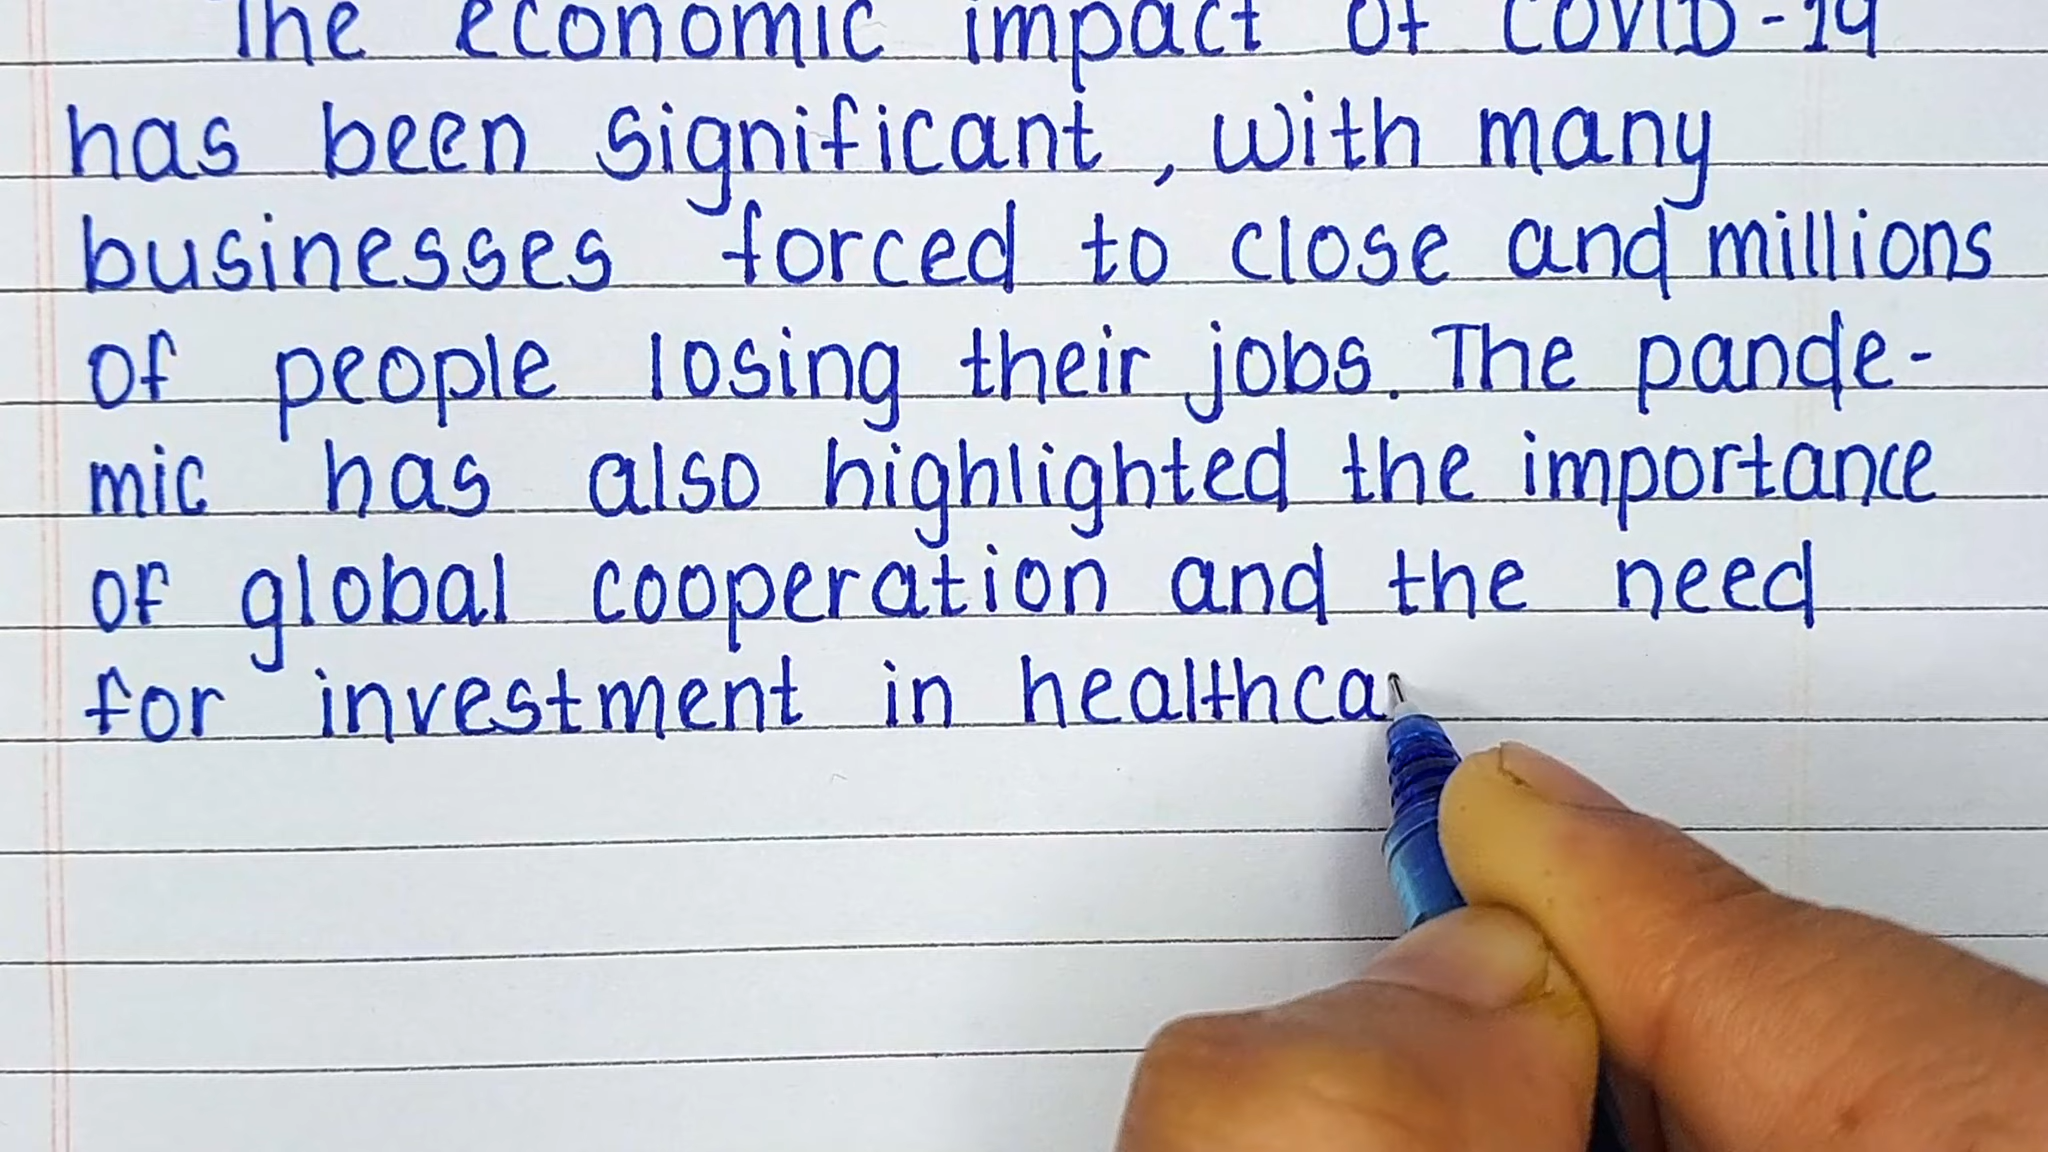 The economic impact of COVID-19
has been significant, with many
businesses forced to close and millions
of people losing their jobs. The pande-
mic has also highlighted the importance
of global cooperation and the need
for investment in healthca